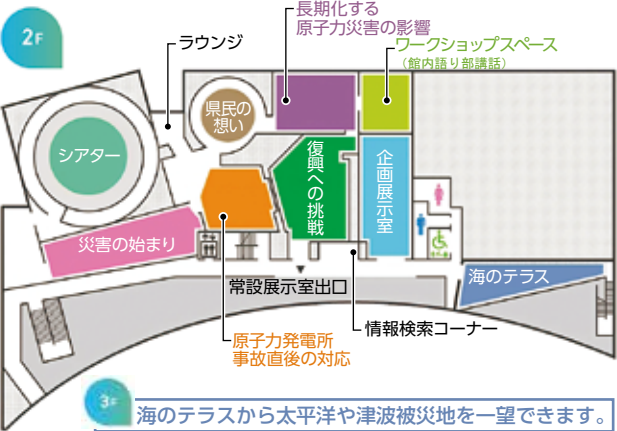 2F
長期化する
原子力災害の影響
ラウンジ
ワークショップスペース
(館内語り部講話)
県民の
想い
シアター
復興への挑戦
企画展示室
災害の始まり
海のテラス
常設展示室出口
情報検索コーナー
原子力発電所
事故直後の対応
3F
海のテラスから太平洋や津波被災地を一望できます。